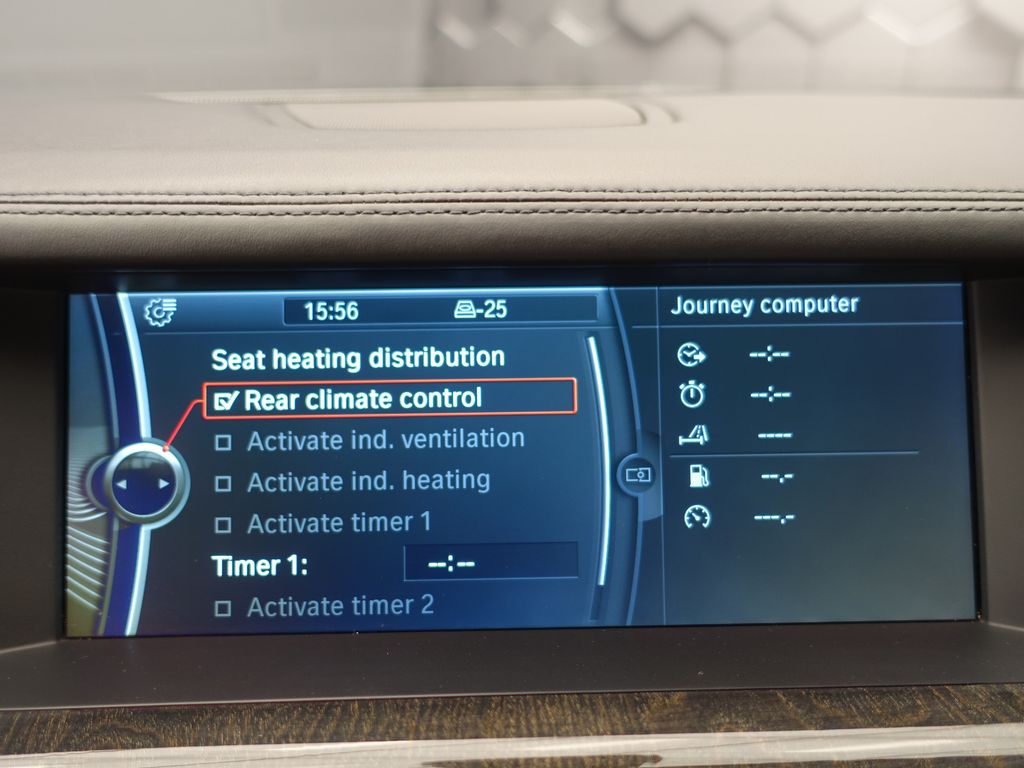 15:56 -25
Seat heating distribution
Rear climate control
Activate ind. ventilation
Activate ind. heating
Activate timer 1
Timer 1: --:--
Activate timer 2
Journey computer
--:--
--:--
----
--.-
---.-